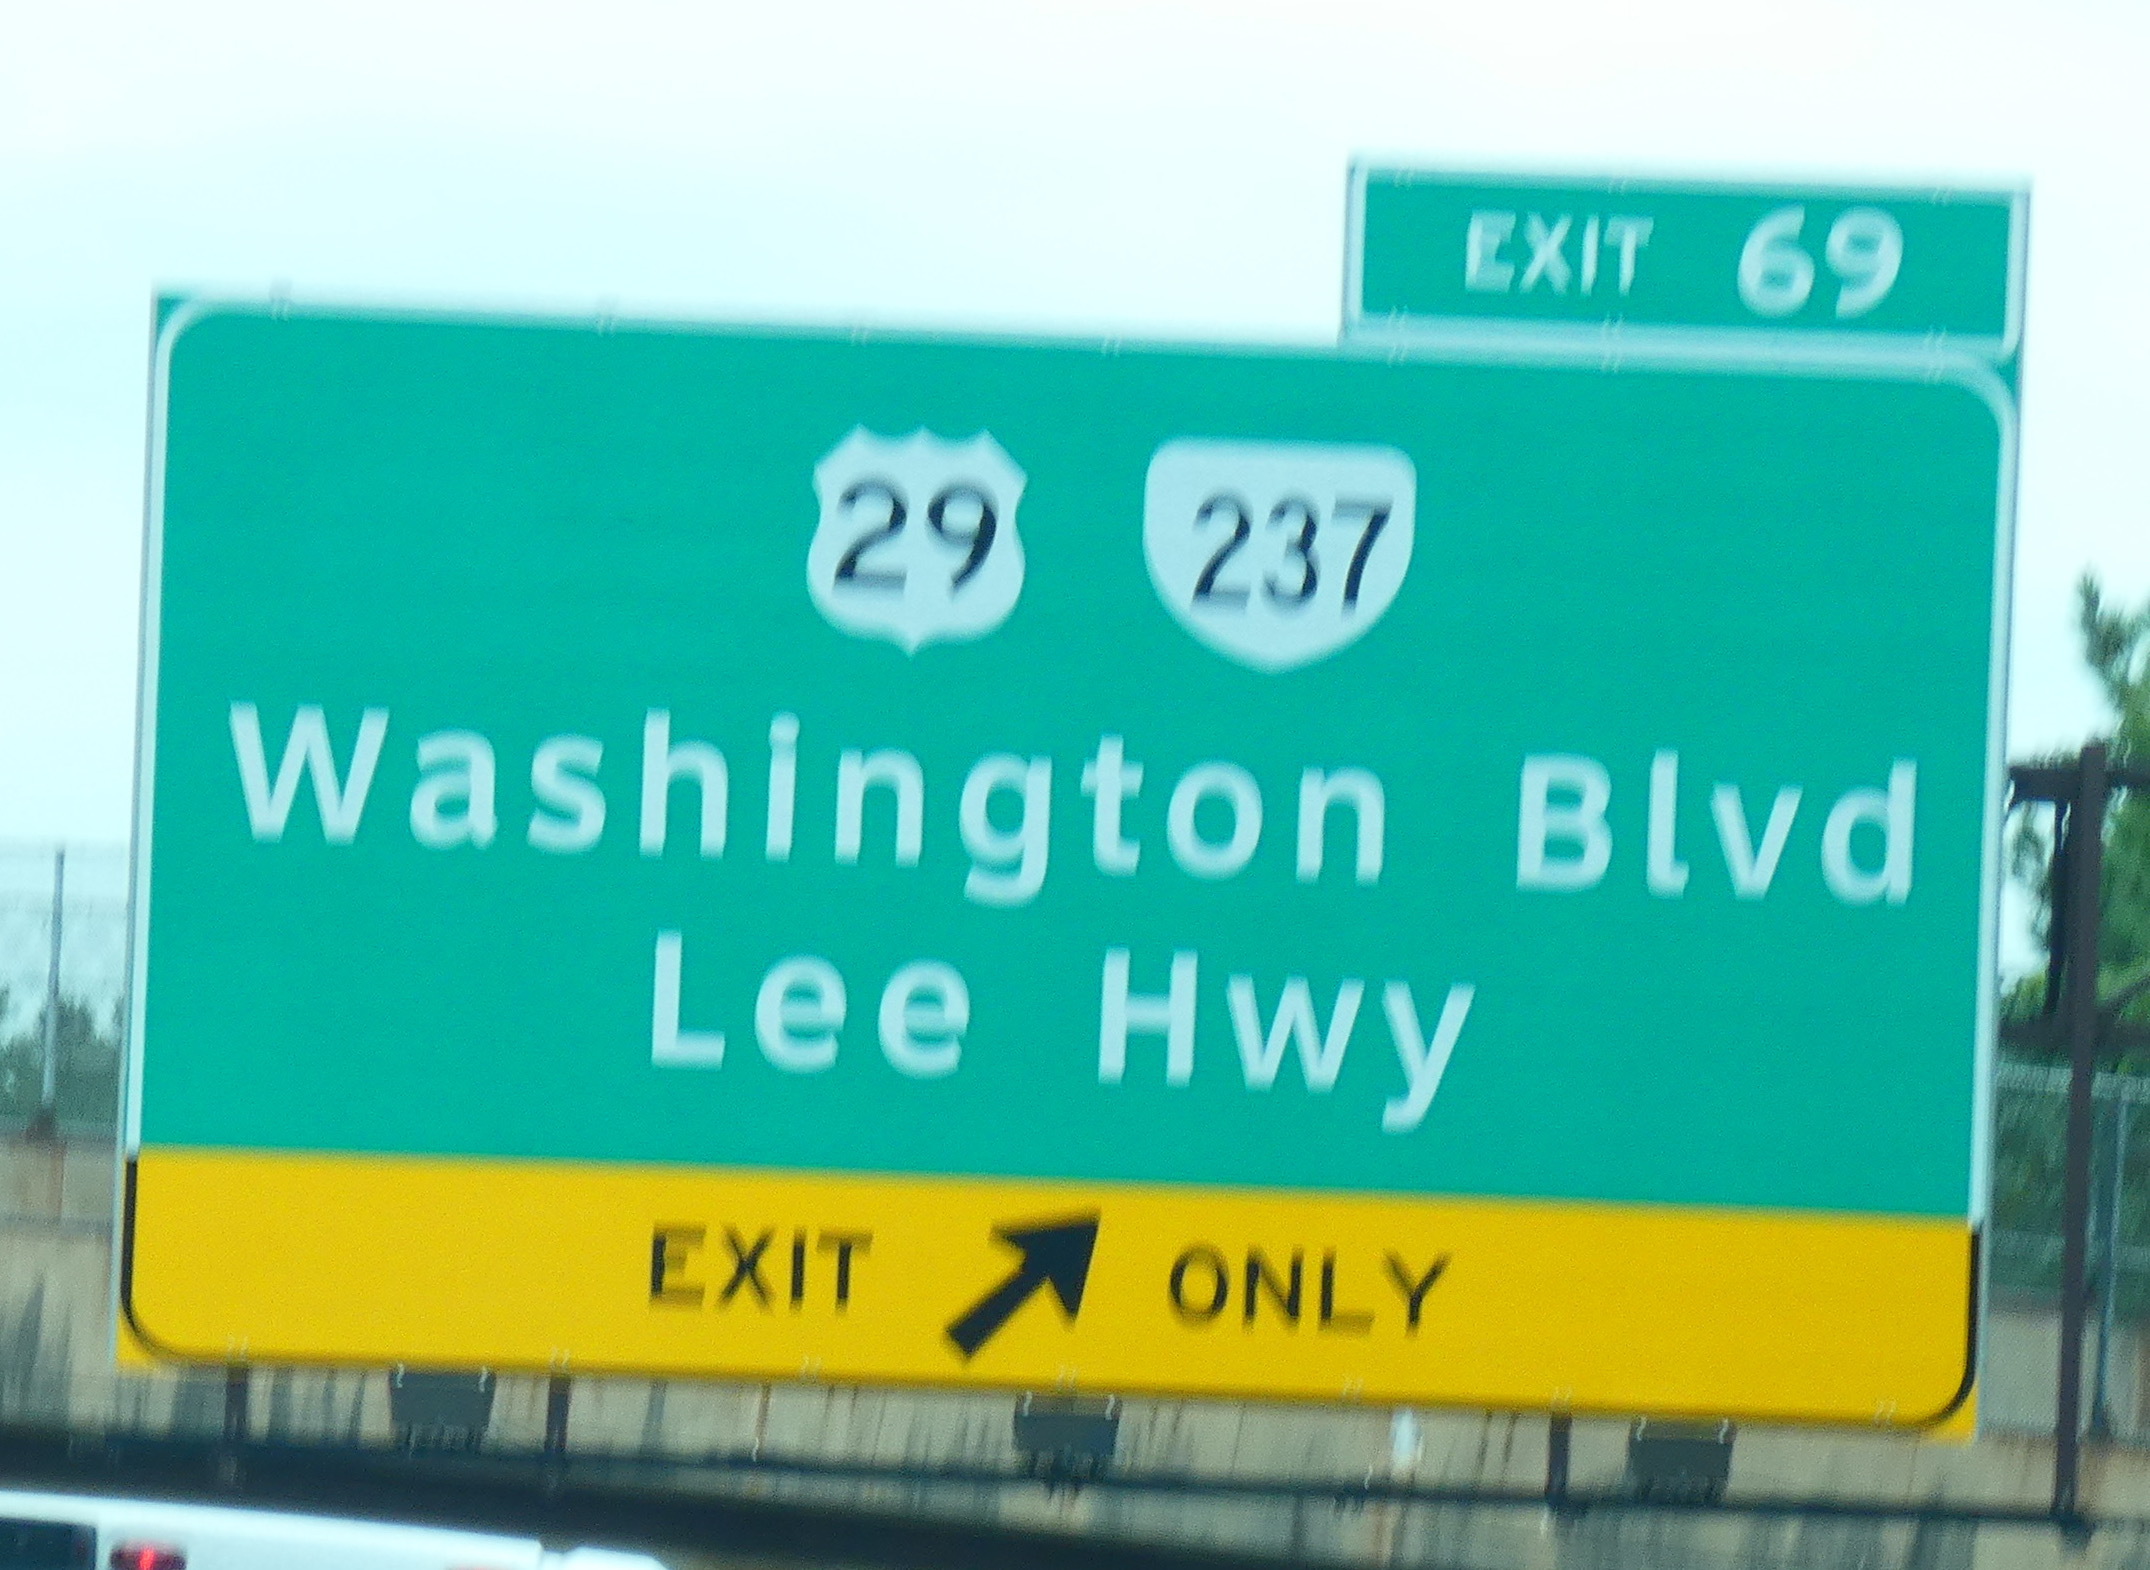 EXIT 69
29 237
Washington Blvd
Lee Hwy
EXIT ONLY